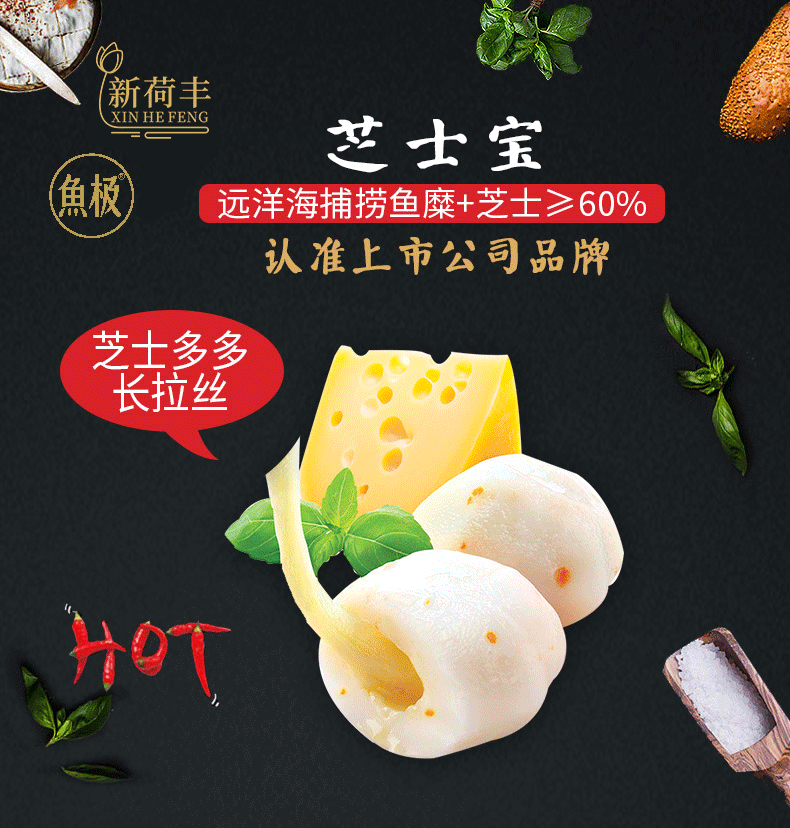 新荷丰
XIN HE FENG
魚极®
芝士宝
远洋海捕捞鱼糜+芝士≥60%
认准上市公司品牌
芝士多多
长拉丝
HOT